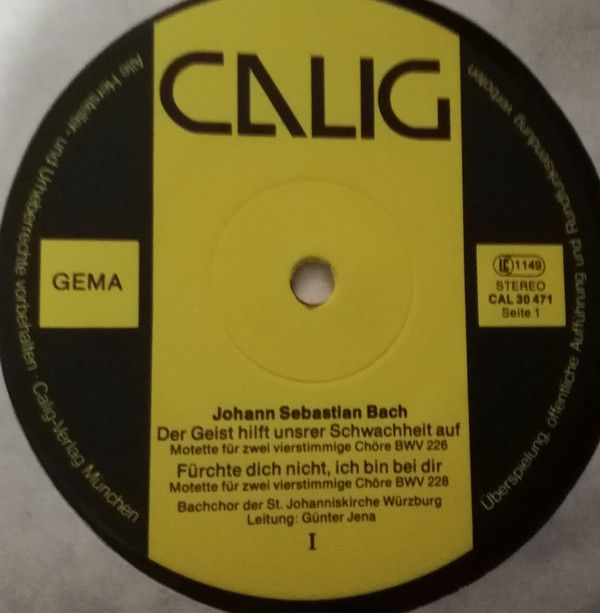 CALIG
Alle Hersteller- und Urheberrechte vorbehalten · Calig-Verlag München
Überspielung, öffentliche Aufführung und Rundfunksendung verboten
GEMA
LC 1149
STEREO
CAL 30 471
Seite 1
Johann Sebastian Bach
Der Geist hilft unsrer Schwachheit auf
Motette für zwei vierstimmige Chöre BWV 226
Fürchte dich nicht, ich bin bei dir
Motette für zwei vierstimmige Chöre BWV 228
Bachchor der St. Johanniskirche Würzburg
Leitung: Günter Jena
I